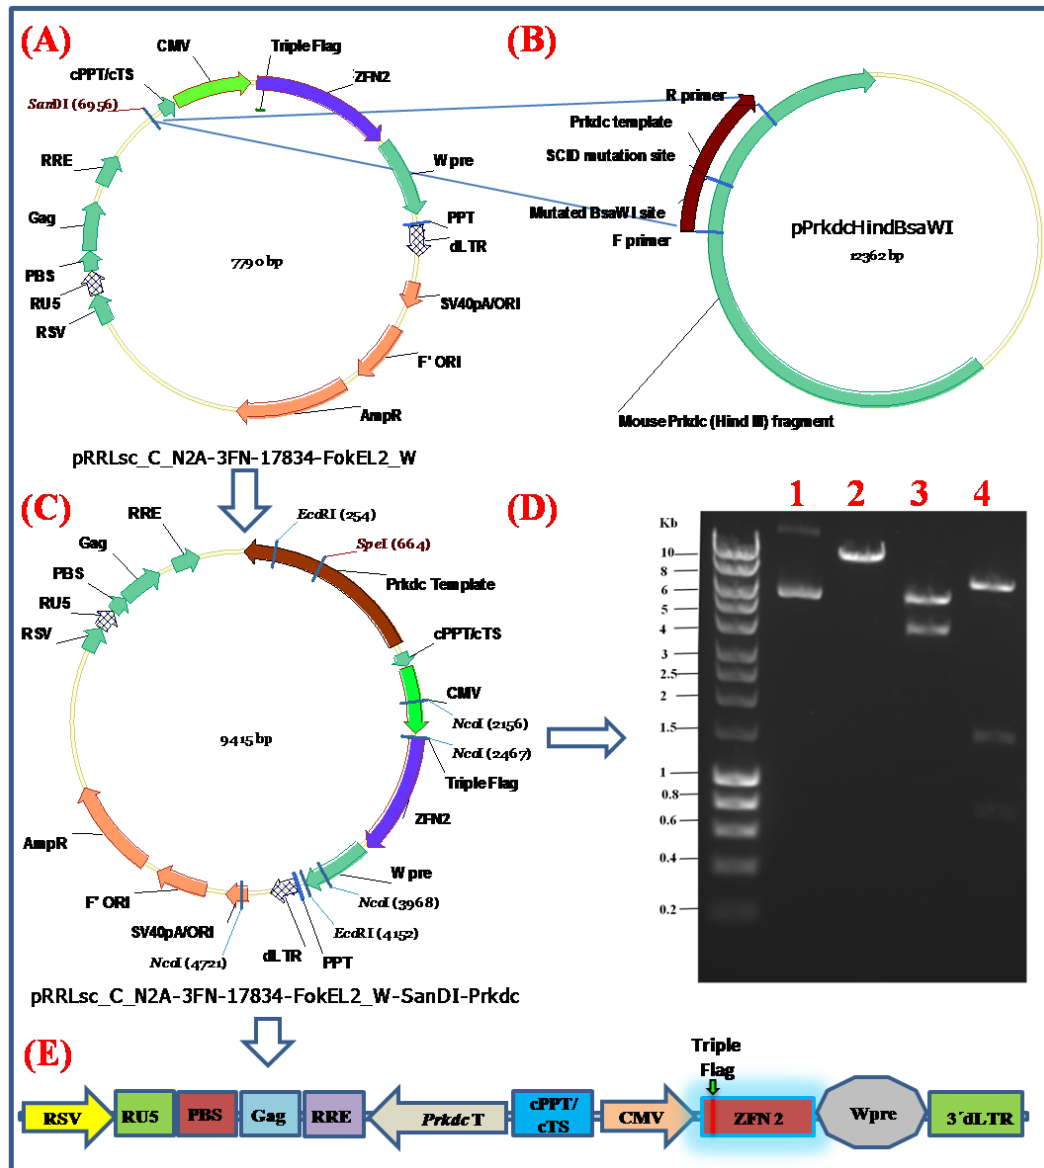 (A)
CMV
Triple Flag
cPPT/cTS
ZFN2
SanDI (6956)
RRE
Wpre
Gag
PPT
dLTR
PBS
7790 bp
RU5
SV40pA/ORI
RSV
F' ORI
AmpR
pRRLsc_C_N2A-3FN-17834-FokEL2_W
(B)
R primer
Prkdc template
SCID mutation site
Mutated BsaWI site
F primer
pPrkdcHindBsaWI
12362 bp
Mouse Prkdc (Hind III) fragment
(C)
RRE
EcoRI (254)
Gag
SpeI (664)
PBS
Prkdc Template
RU5
RSV
cPPT/cTS
CMV
NcoI (2156)
9415 bp
NcoI (2467)
Triple Flag
ZFN2
AmpR
Wpre
F' ORI
NcoI (3968)
SV40pA/ORI
EcoRI (4152)
NcoI (4721)
dLTR
PPT
pRRLsc_C_N2A-3FN-17834-FokEL2_W-SanDI-Prkdc
(D)
1 2 3 4
Kb
10
8
6
5
4
3
2.5
2
1.5
1
0.8
0.6
0.4
0.2
(E)
Triple
Flag
RSV RU5 PBS Gag RRE Prkdc T cPPT/ cTS CMV ZFN 2 Wpre 3´dLTR